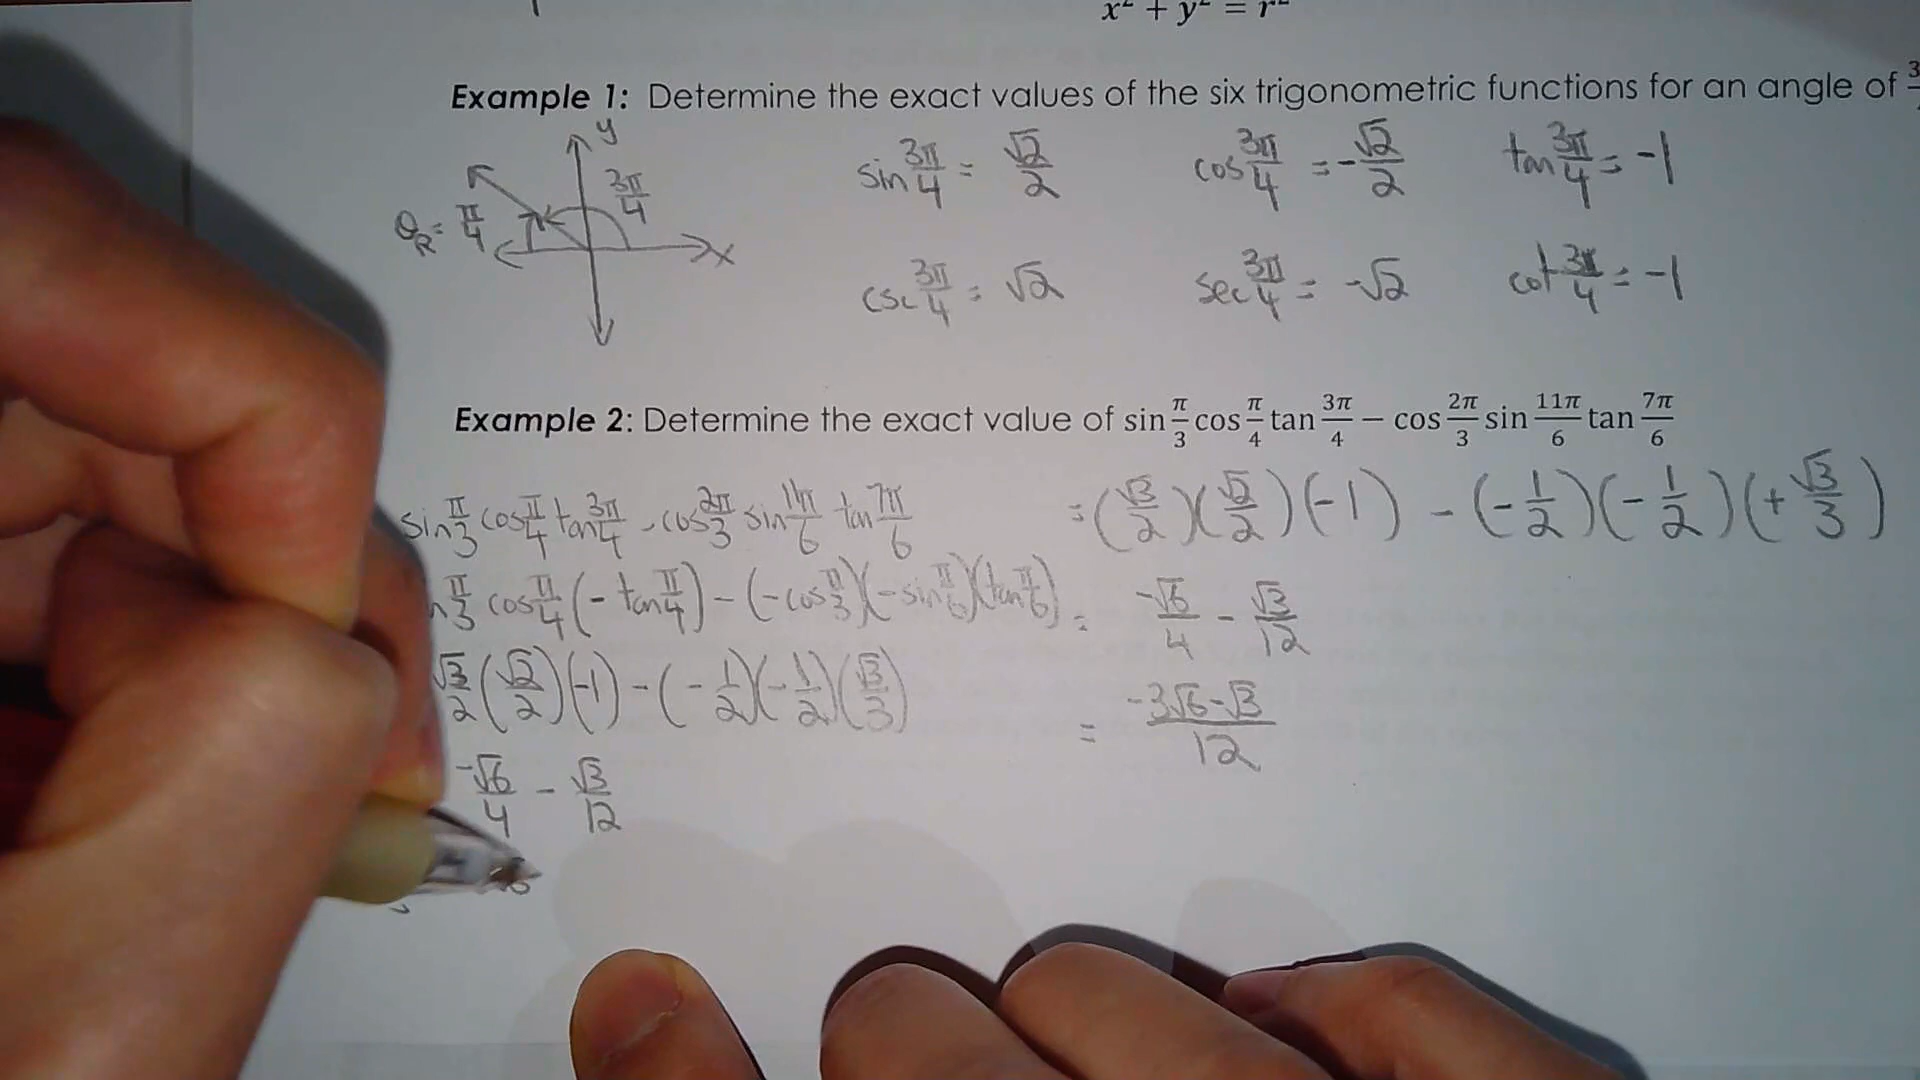 x² + y² = r²
Example 1: Determine the exact values of the six trigonometric functions for an angle of 3
y
x
3π/4
θ_R = π/4
sin 3π/4 = √2/2
cos 3π/4 = -√2/2
tan 3π/4 = -1
csc 3π/4 = √2
sec 3π/4 = -√2
cot 3π/4 = -1
Example 2: Determine the exact value of sin π/3 cos π/4 tan 3π/4 − cos 2π/3 sin 11π/6 tan 7π/6
sin π/3 cos π/4 tan 3π/4 - cos 2π/3 sin 11π/6 tan 7π/6
n π/3 cos π/4 (- tan π/4) - (-cos π/3)(-sin π/6)(tan π/6)
√3/2 (√2/2)(-1) - (-1/2)(-1/2)(√3/3)
-√6/4 - √3/12
= (√3/2)(√2/2)(-1) - (-1/2)(-1/2)(+√3/3)
= -√6/4 - √3/12
= -3√6-√3/12